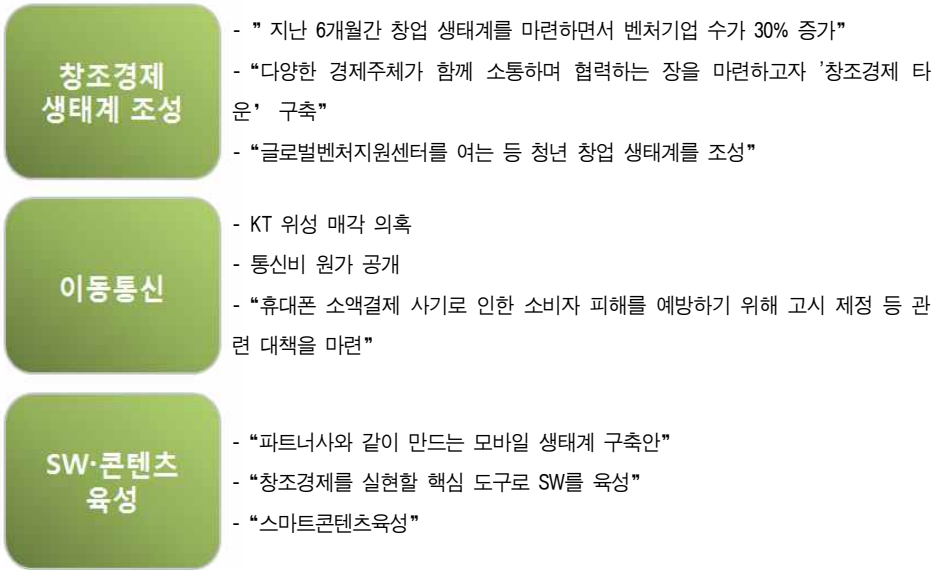 창조경제
생태계 조성
- ” 지난 6개월간 창업 생태계를 마련하면서 벤처기업 수가 30% 증가”
- “다양한 경제주체가 함께 소통하며 협력하는 장을 마련하고자 '창조경제 타
운’ 구축”
- “글로벌벤처지원센터를 여는 등 청년 창업 생태계를 조성”
이동통신
- KT 위성 매각 의혹
- 통신비 원가 공개
- “휴대폰 소액결제 사기로 인한 소비자 피해를 예방하기 위해 고시 제정 등 관
련 대책을 마련”
SW·콘텐츠
육성
- “파트너사와 같이 만드는 모바일 생태계 구축안”
- “창조경제를 실현할 핵심 도구로 SW를 육성”
- “스마트콘텐츠육성”